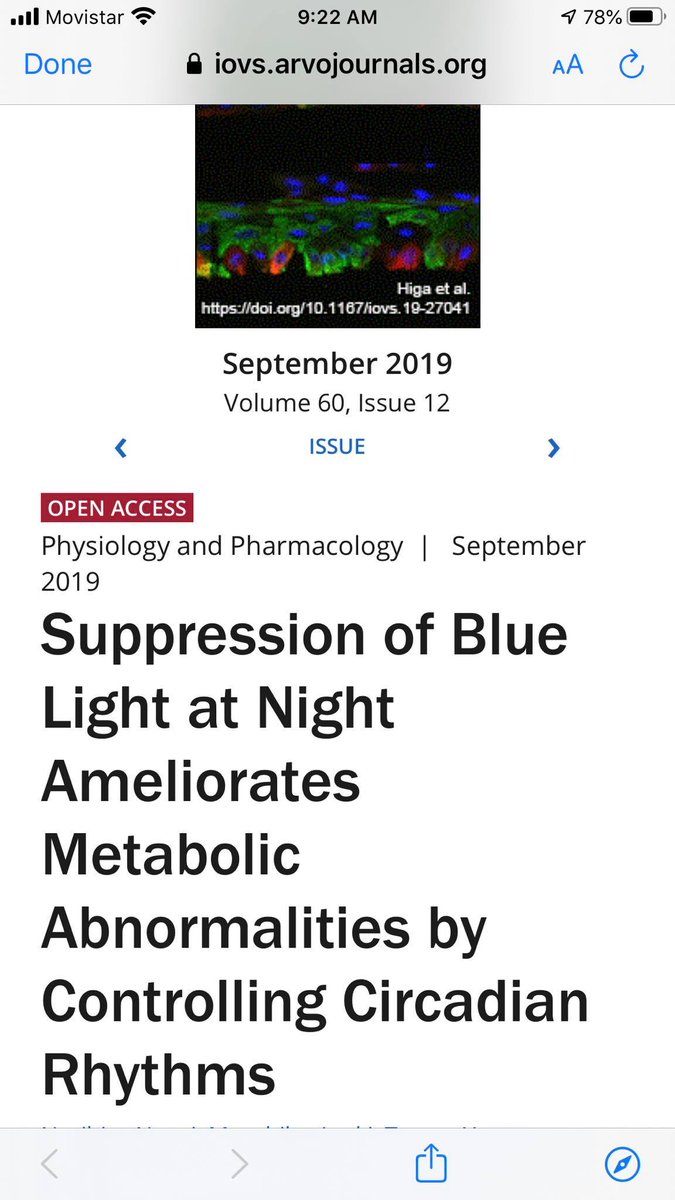 Movistar 9:22 AM 78%
Done iovs.arvojournals.org AA
Higa et al.
https://doi.org/10.1167/iovs.19-27041
September 2019
Volume 60, Issue 12
‹ ISSUE ›
OPEN ACCESS
Physiology and Pharmacology | September
2019
Suppression of Blue
Light at Night
Ameliorates
Metabolic
Abnormalities by
Controlling Circadian
Rhythms